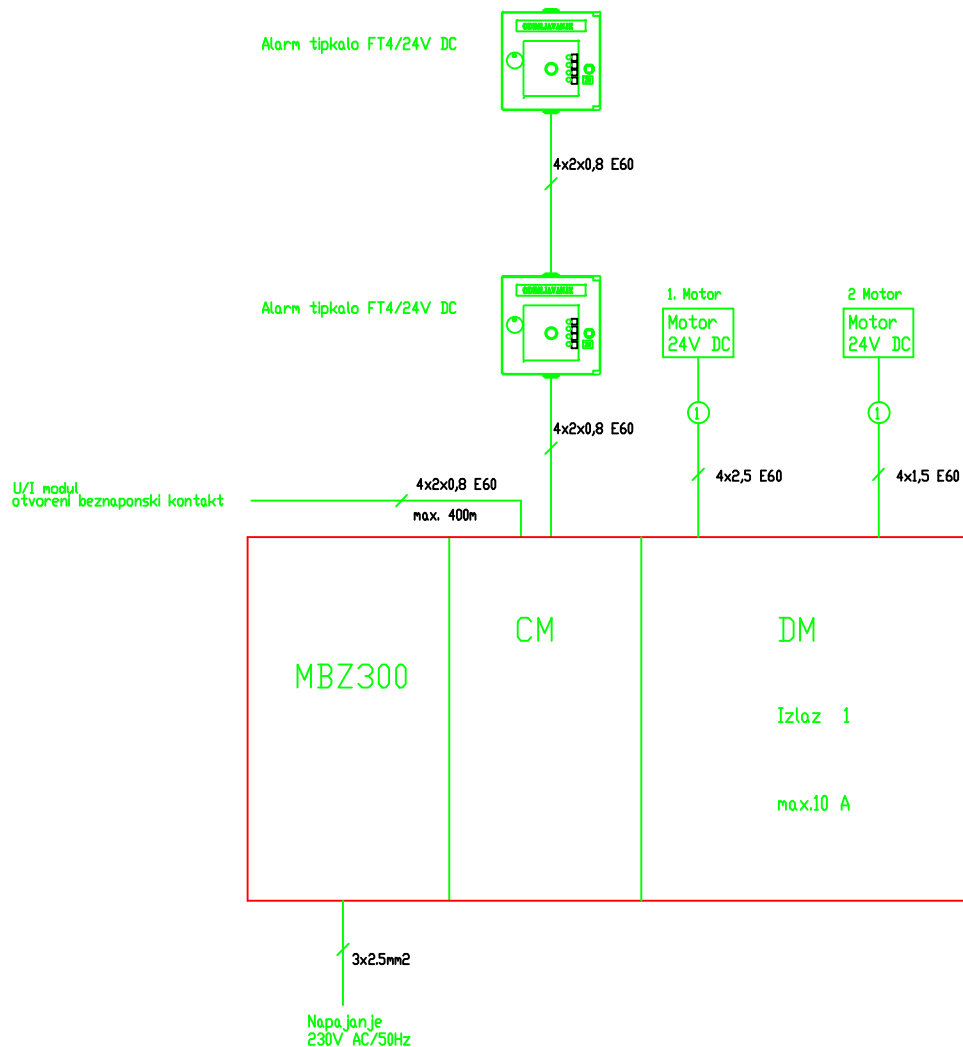 Alarm tipkalo FT4/24V DC
ODIMLJAVANJE
4x2x0,8 E60
Alarm tipkalo FT4/24V DC
ODIMLJAVANJE
1. Motor
Motor
24V DC
2 Motor
Motor
24V DC
1
1
4x2x0,8 E60
4x2,5 E60
4x1,5 E60
U/I modul
otvoreni beznaponski kontakt
4x2x0,8 E60
max. 400m
MBZ300
CM
DM
Izlaz 1
max.10 A
3x2.5mm2
Napajanje
230V AC/50Hz